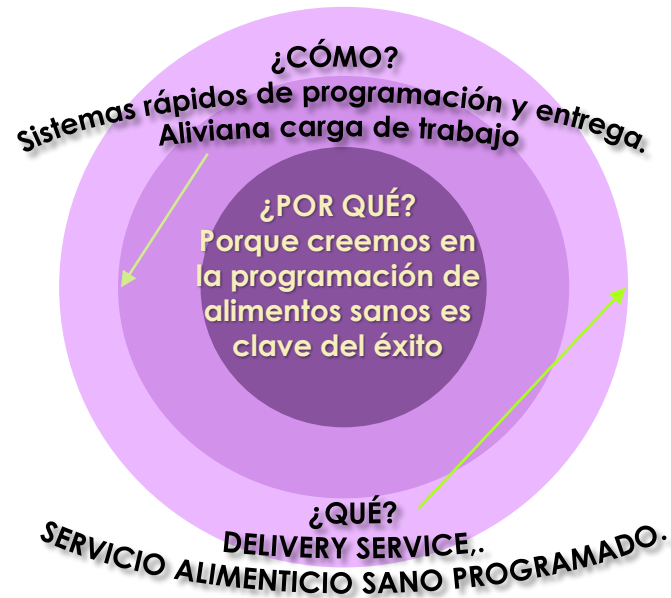 ¿CÓMO?
Sistemas rápidos de programación y entrega.
Aliviana carga de trabajo
¿POR QUÉ?
Porque creemos en
la programación de
alimentos sanos es
clave del éxito
¿QUÉ?
DELIVERY SERVICE,.
SERVICIO ALIMENTICIO SANO PROGRAMADO.